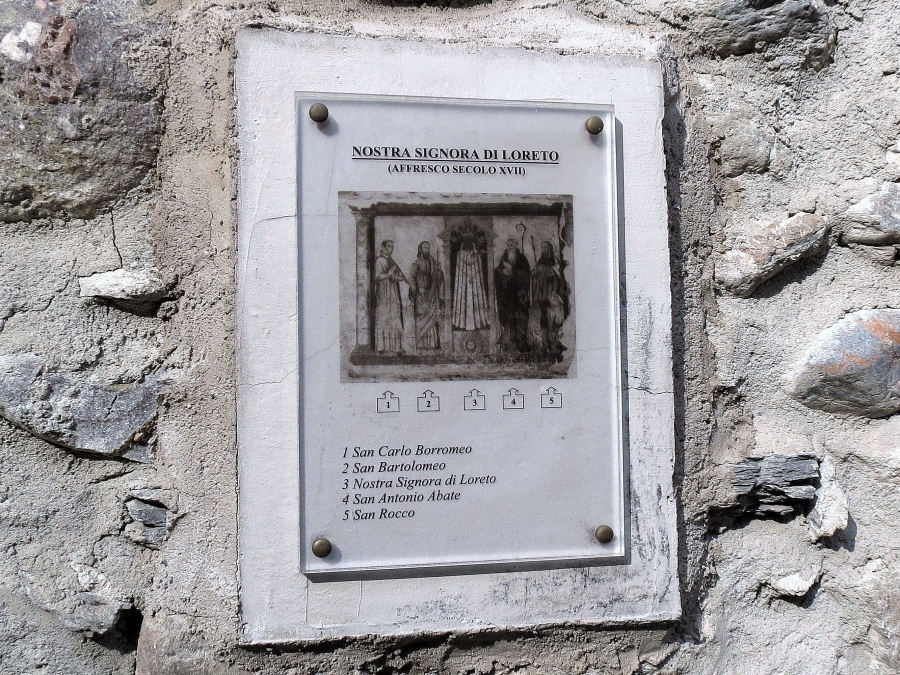 NOSTRA SIGNORA DI LORETO
(AFFRESCO SECOLO XVII)
1 2 3 4 5
1 San Carlo Borromeo
2 San Bartolomeo
3 Nostra Signora di Loreto
4 San Antonio Abate
5 San Rocco